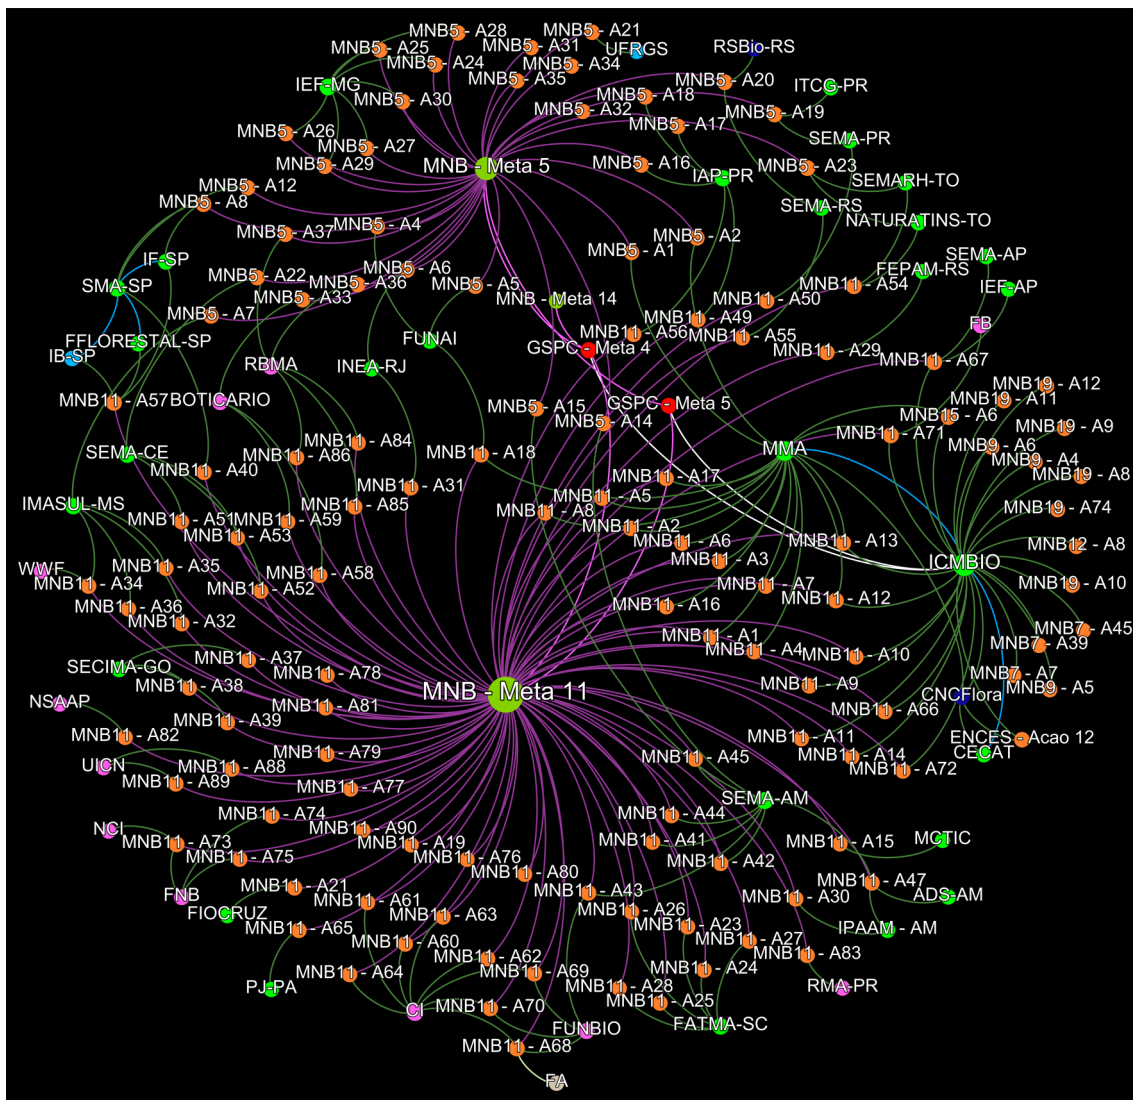 MNB5 - A21
MNB5 - A28
MNB5 - A31
MNB5 - A25
UFRGS
RSBio-RS
MNB5 - A24
MNB5 - A34
MNB5 - A35
MNB5 - A20
IEF-MG
ITCG-PR
MNB5 - A18
MNB5 - A30
MNB5 - A32
MNB5 - A19
MNB5 - A17
MNB5 - A26
SEMA-PR
MNB5 - A27
MNB5 - A16
MNB5 - A29
MNB - Meta 5
MNB5 - A23
IAP-PR
SEMARH-TO
MNB5 - A12
MNB5 - A8
SEMA-RS
NATURATINS-TO
MNB5 - A4
MNB5 - A37
MNB5 - A2
MNB5 - A1
SEMA-AP
IF-SP
MNB5 - A6
FEPAM-RS
MNB5 - A22
MNB5 - A36
MNB5 - A5
MNB11 - A54
SMA-SP
IEF-AP
MNB5 - A33
MNB - Meta 14
MNB11 - A50
MNB5 - A7
MNB11 - A49
FB
MNB11 - A56
MNB11 - A55
FFLORESTAL-SP
FUNAI
GSPC - Meta 4
MNB11 - A29
IB-SP
RBMA
INEA-RJ
MNB11 - A67
MNB19 - A12
MNB11 - A57
BOTICARIO
GSPC - Meta 5
MNB19 - A11
MNB5 - A15
MNB15 - A6
MNB5 - A14
MNB19 - A9
MNB11 - A71
MNB11 - A84
MNB9 - A6
SEMA-CE
MNB11 - A86
MNB11 - A18
MMA
MNB9 - A4
MNB11 - A40
MNB19 - A8
MNB11 - A31
MNB11 - A17
IMASUL-MS
MNB11 - A85
MNB11 - A5
MNB11 - A8
MNB19 - A74
MNB11 - A51
MNB11 - A59
MNB11 - A53
MNB11 - A2
MNB11 - A6
MNB11 - A13
MNB12 - A8
WWF
MNB11 - A35
MNB11 - A3
ICMBIO
MNB11 - A58
MNB11 - A34
MNB11 - A52
MNB11 - A7
MNB19 - A10
MNB11 - A12
MNB11 - A36
MNB11 - A16
MNB11 - A32
MNB7 - A45
MNB11 - A1
MNB7 - A39
MNB11 - A4
MNB11 - A10
SECIMA-GO
MNB11 - A37
MNB11 - A78
MNB7 - A7
MNB11 - A38
MNB11 - A9
MNB9 - A5
MNB - Meta 11
CNCFlora
NSAAP
MNB11 - A81
MNB11 - A66
MNB11 - A39
MNB11 - A82
MNB11 - A11
ENCES - Acao 12
MNB11 - A79
MNB11 - A45
MNB11 - A14
CECAT
UICN
MNB11 - A88
MNB11 - A72
MNB11 - A89
MNB11 - A77
SEMA-AM
MNB11 - A74
MNB11 - A44
NCI
MNB11 - A90
MNB11 - A73
MNB11 - A19
MNB11 - A41
MNB11 - A15
MCTIC
MNB11 - A75
MNB11 - A76
MNB11 - A42
MNB11 - A80
MNB11 - A47
FNB
MNB11 - A21
MNB11 - A43
ADS-AM
MNB11 - A61
MNB11 - A30
FIOCRUZ
MNB11 - A26
MNB11 - A63
MNB11 - A23
MNB11 - A65
IPAAM - AM
MNB11 - A60
MNB11 - A27
MNB11 - A62
MNB11 - A83
MNB11 - A64
MNB11 - A69
MNB11 - A24
PJ-PA
MNB11 - A28
RMA-PR
MNB11 - A70
MNB11 - A25
CI
FUNBIO
FATMA-SC
MNB11 - A68
FA